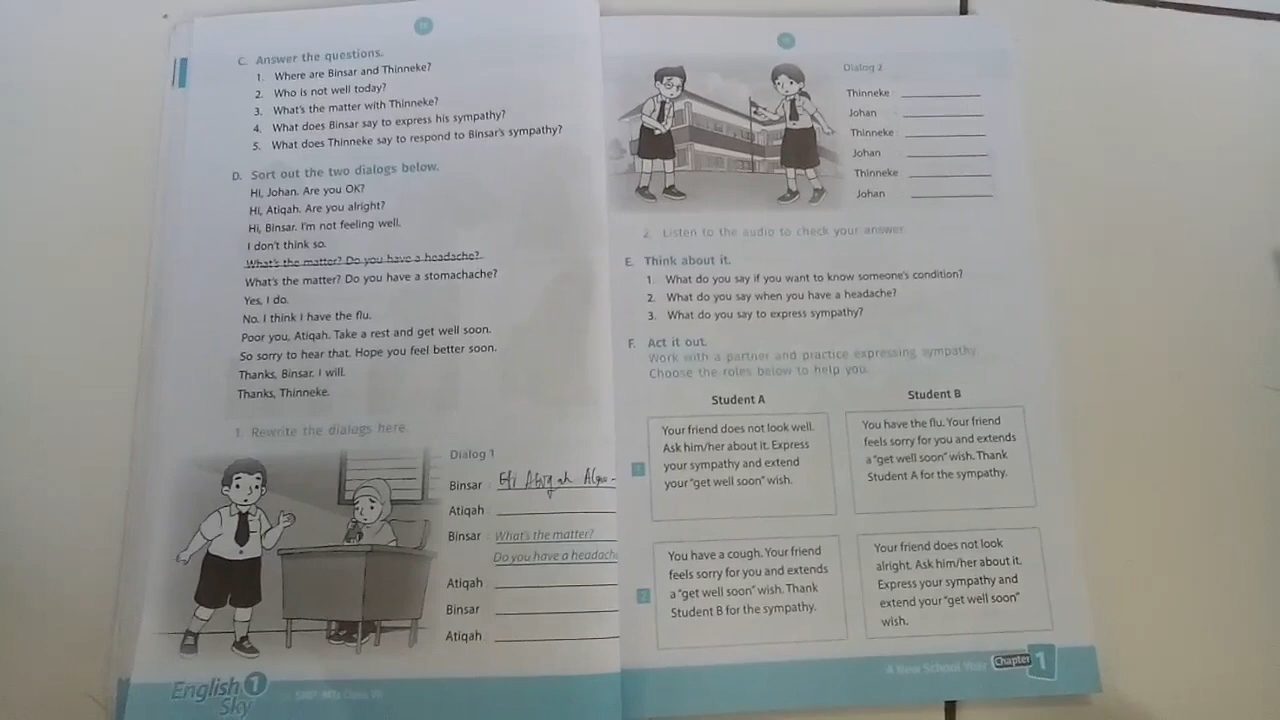 C. Answer the questions.
1. Where are Binsar and Thinneke?
2. Who is not well today?
3. What's the matter with Thinneke?
4. What does Binsar say to express his sympathy?
5. What does Thinneke say to respond to Binsar's sympathy?
D. Sort out the two dialogs below.
Hi, Johan. Are you OK?
Hi, Atiqah. Are you alright?
Hi, Binsar. I'm not feeling well.
I don't think so.
What's the matter? Do you have a headache?
What's the matter? Do you have a stomachache?
Yes, I do.
No. I think I have the flu.
Poor you, Atiqah. Take a rest and get well soon.
So sorry to hear that. Hope you feel better soon.
Thanks, Binsar. I will.
Thanks, Thinneke.
1. Rewrite the dialogs here.
Dialog 1
Binsar : Hi Atiqah
Atiqah :
Binsar : What's the matter?
Do you have a headach
Atiqah
Binsar
Atiqah
English Sky 1
Dialog 2
Thinneke
Johan
Thinneke
Johan
Thinneke
Johan
2. Listen to the audio to check your answer.
E. Think about it.
1. What do you say if you want to know someone's condition?
2. What do you say when you have a headache?
3. What do you say to express sympathy?
F. Act it out.
Work with a partner and practice expressing sympathy.
Choose the roles below to help you.
Student A
Student B
1
Your friend does not look well.
Ask him/her about it. Express
your sympathy and extend
your "get well soon" wish.
You have the flu. Your friend
feels sorry for you and extends
a "get well soon" wish. Thank
Student A for the sympathy.
2
You have a cough. Your friend
feels sorry for you and extends
a "get well soon" wish. Thank
Student B for the sympathy.
Your friend does not look
alright. Ask him/her about it.
Express your sympathy and
extend your "get well soon"
wish.
A New School Year Chapter 1